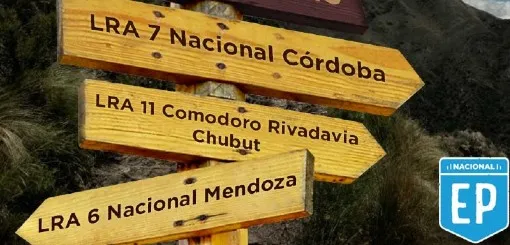 LRA 7 Nacional Córdoba
LRA 11 Comodoro Rivadavia
Chubut
LRA 6 Nacional Mendoza
NACIONAL
EP